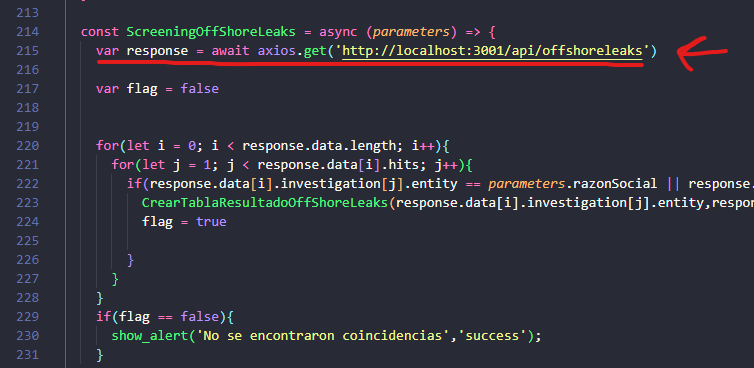 213
214 const ScreeningOffShoreLeaks = async (parameters) => {
215 var response = await axios.get('http://localhost:3001/api/offshoreleaks')
216
217 var flag = false
218
219
220 for(let i = 0; i < response.data.length; i++){
221 for(let j = 1; j < response.data[i].hits; j++){
222 if(response.data[i].investigation[j].entity == parameters.razonSocial || response.
223 CrearTablaResultadoOffShoreLeaks(response.data[i].investigation[j].entity,respon
224 flag = true
225
226 }
227 }
228 }
229 if(flag == false){
230 show_alert('No se encontraron coincidencias','success');
231 }